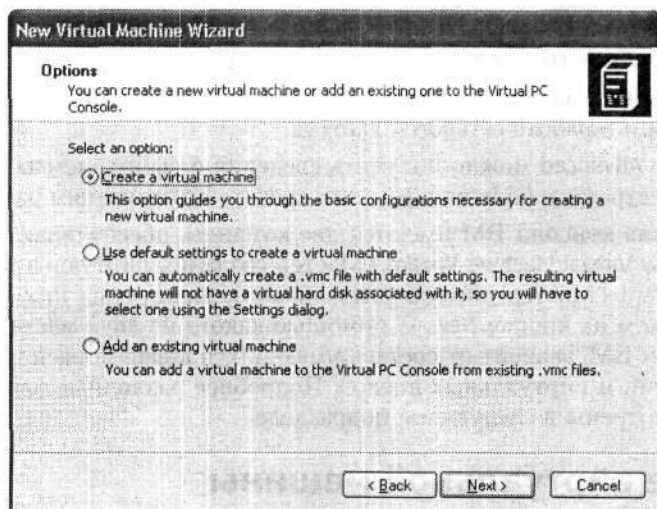 New Virtual Machine Wizard
Options
You can create a new virtual machine or add an existing one to the Virtual PC
Console.
Select an option:
Create a virtual machine
This option guides you through the basic configurations necessary for creating a
new virtual machine.
Use default settings to create a virtual machine
You can automatically create a .vmc file with default settings. The resulting virtual
machine will not have a virtual hard disk associated with it, so you will have to
select one using the Settings dialog.
Add an existing virtual machine
You can add a virtual machine to the Virtual PC Console from existing .vmc files.
< Back
Next >
Cancel